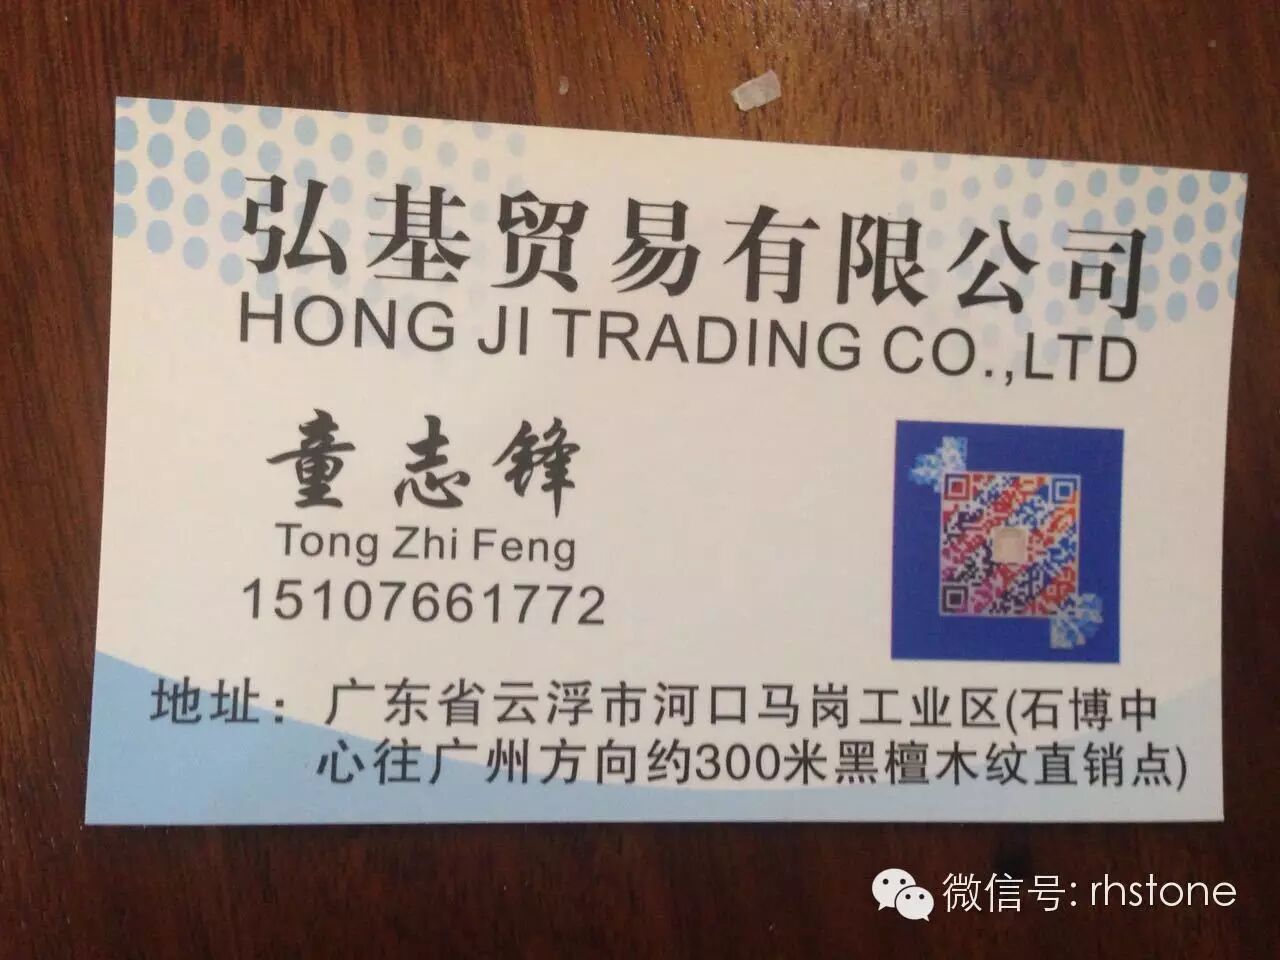 弘基贸易有限公司
HONG JI TRADING CO.,LTD
童志锋
Tong Zhi Feng
15107661772
地址：广东省云浮市河口马岗工业区(石博中
心往广州方向约300米黑檀木纹直销点)
微信号: rhstone